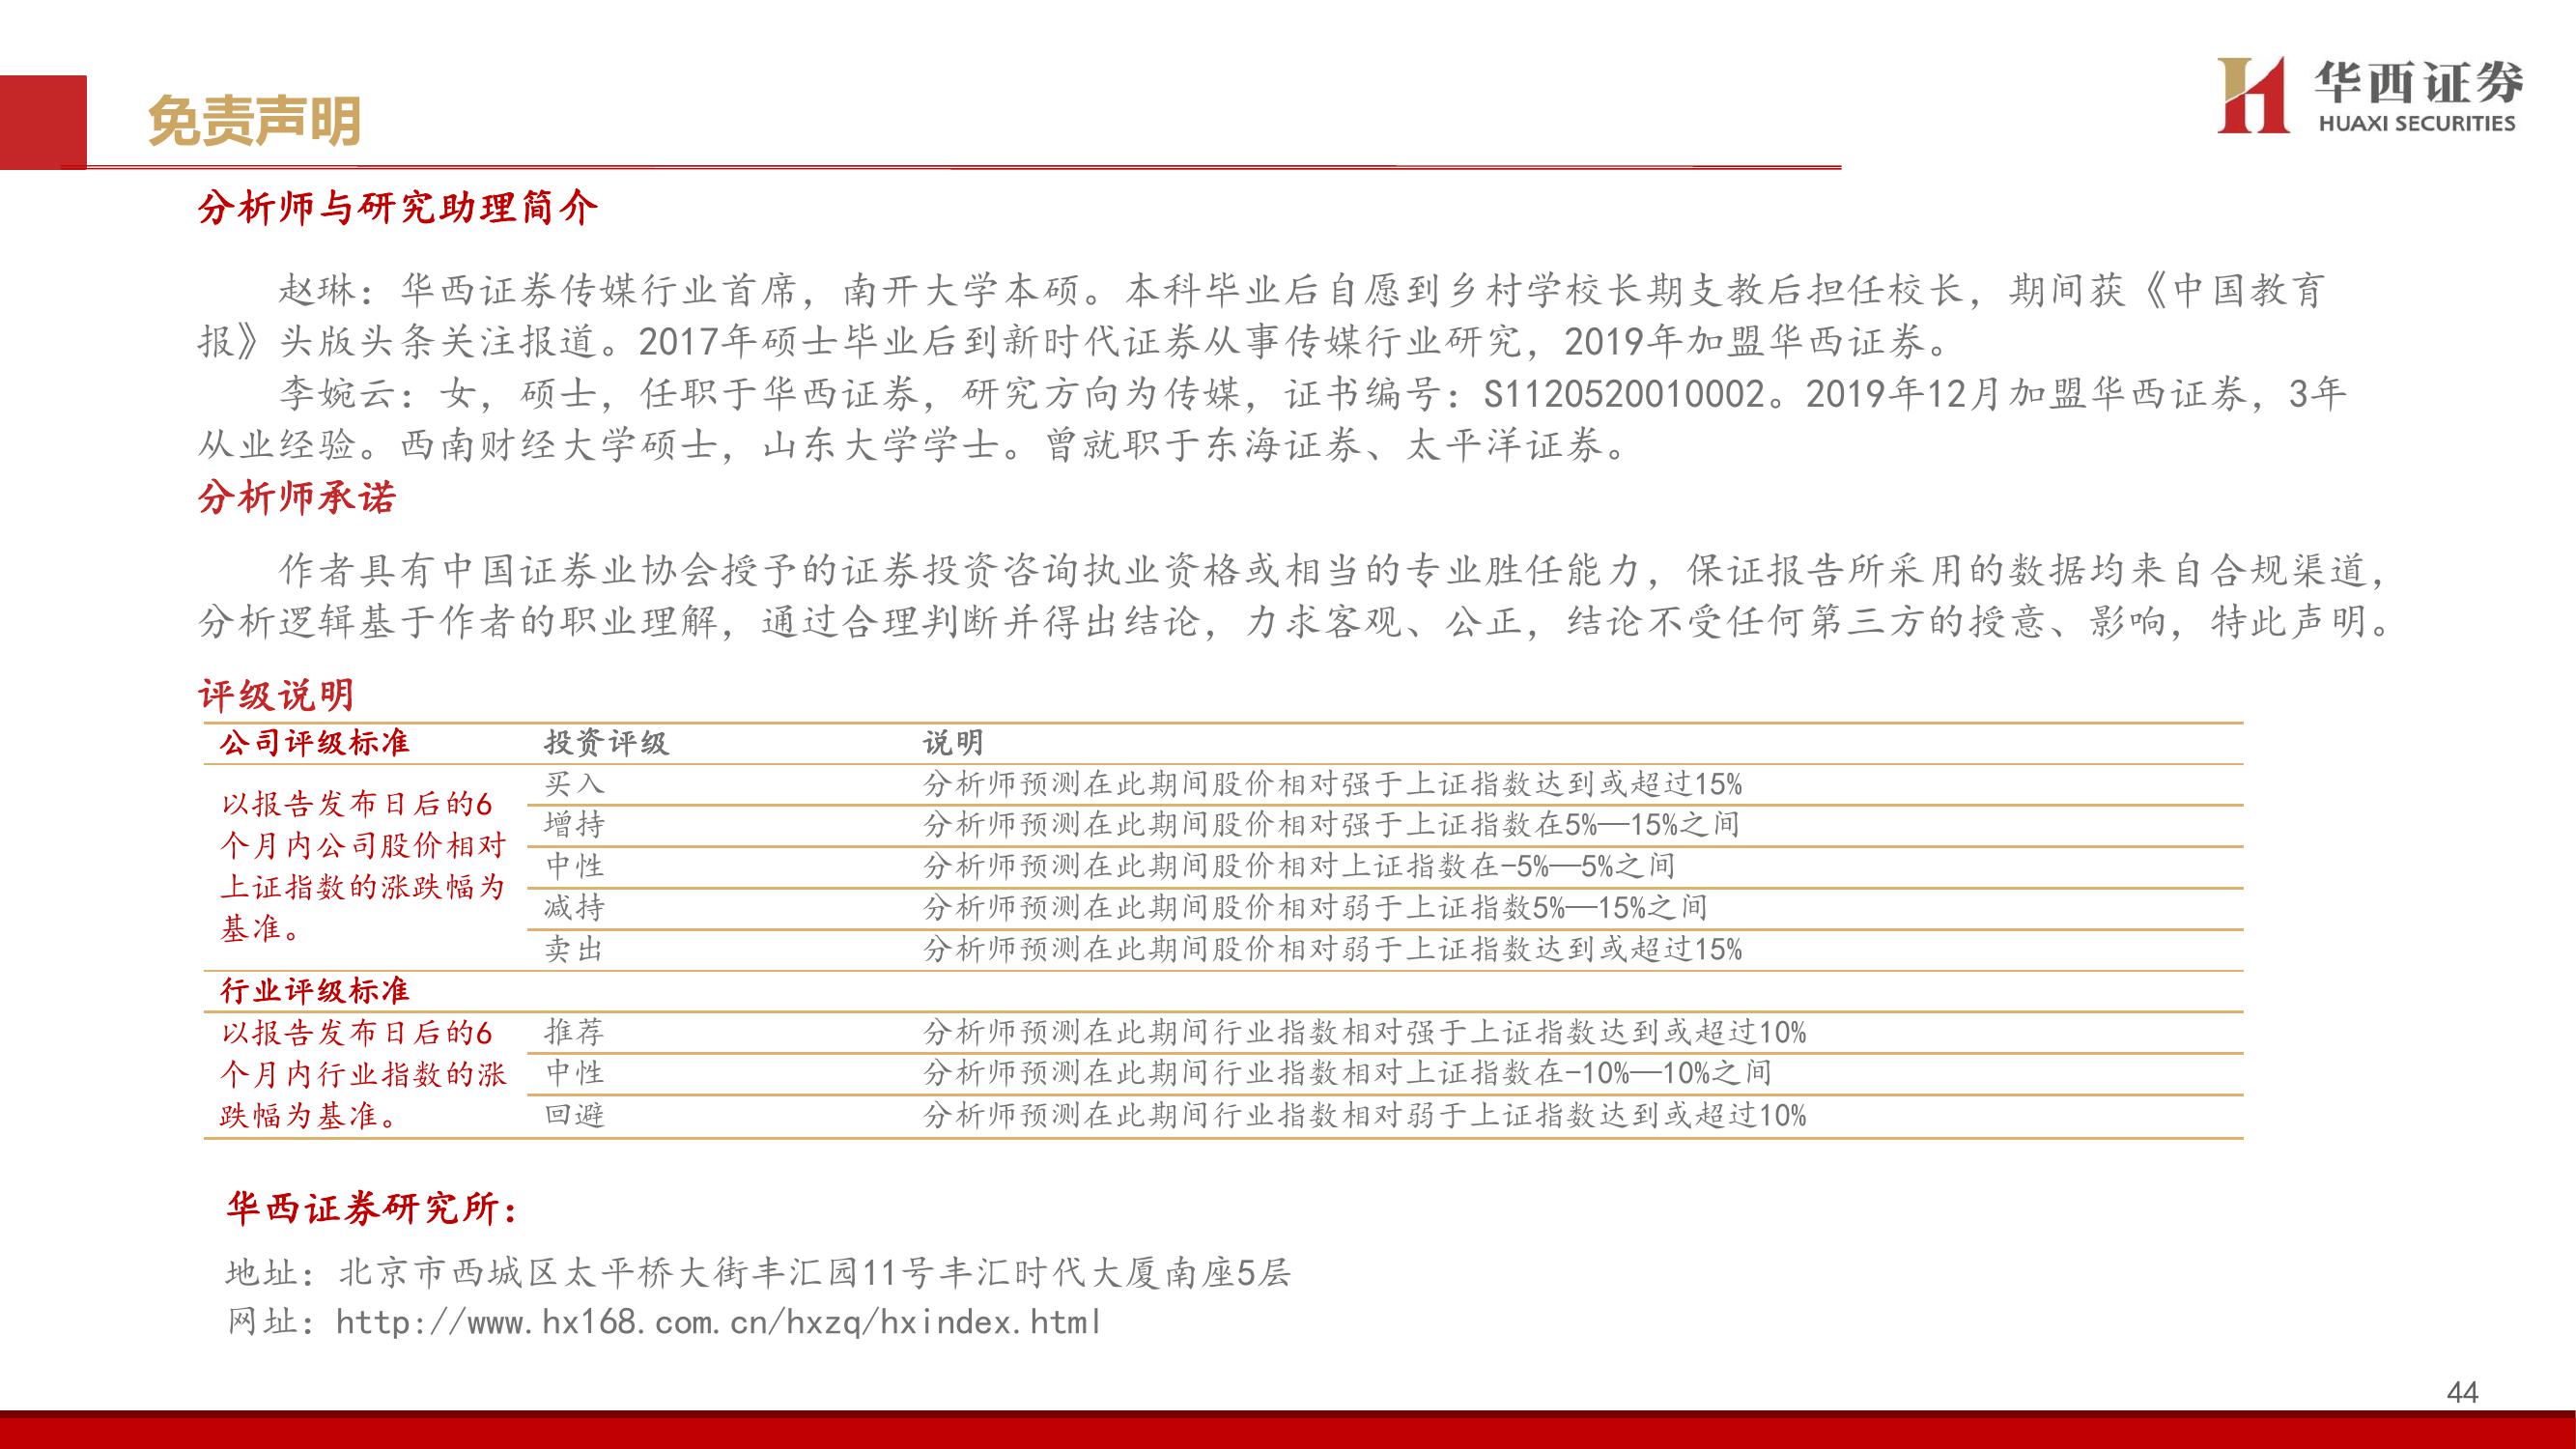 免责声明
华西证券
HUAXI SECURITIES
分析师与研究助理简介
赵琳：华西证券传媒行业首席，南开大学本硕。本科毕业后自愿到乡村学校长期支教后担任校长，期间获《中国教育
报》头版头条关注报道。2017年硕士毕业后到新时代证券从事传媒行业研究，2019年加盟华西证券。
李婉云：女，硕士，任职于华西证券，研究方向为传媒，证书编号：S1120520010002。2019年12月加盟华西证券，3年
从业经验。西南财经大学硕士，山东大学学士。曾就职于东海证券、太平洋证券。
分析师承诺
作者具有中国证券业协会授予的证券投资咨询执业资格或相当的专业胜任能力，保证报告所采用的数据均来自合规渠道，
分析逻辑基于作者的职业理解，通过合理判断并得出结论，力求客观、公正，结论不受任何第三方的授意、影响，特此声明。
评级说明
公司评级标准 投资评级 说明
以报告发布日后的6
个月内公司股价相对
上证指数的涨跌幅为
基准。
买入 分析师预测在此期间股价相对强于上证指数达到或超过15%
增持 分析师预测在此期间股价相对强于上证指数在5%—15%之间
中性 分析师预测在此期间股价相对上证指数在-5%—5%之间
减持 分析师预测在此期间股价相对弱于上证指数5%—15%之间
卖出 分析师预测在此期间股价相对弱于上证指数达到或超过15%
行业评级标准
以报告发布日后的6
个月内行业指数的涨
跌幅为基准。
推荐 分析师预测在此期间行业指数相对强于上证指数达到或超过10%
中性 分析师预测在此期间行业指数相对上证指数在-10%—10%之间
回避 分析师预测在此期间行业指数相对弱于上证指数达到或超过10%
华西证券研究所：
地址：北京市西城区太平桥大街丰汇园11号丰汇时代大厦南座5层
网址：http://www.hx168.com.cn/hxzq/hxindex.html
44